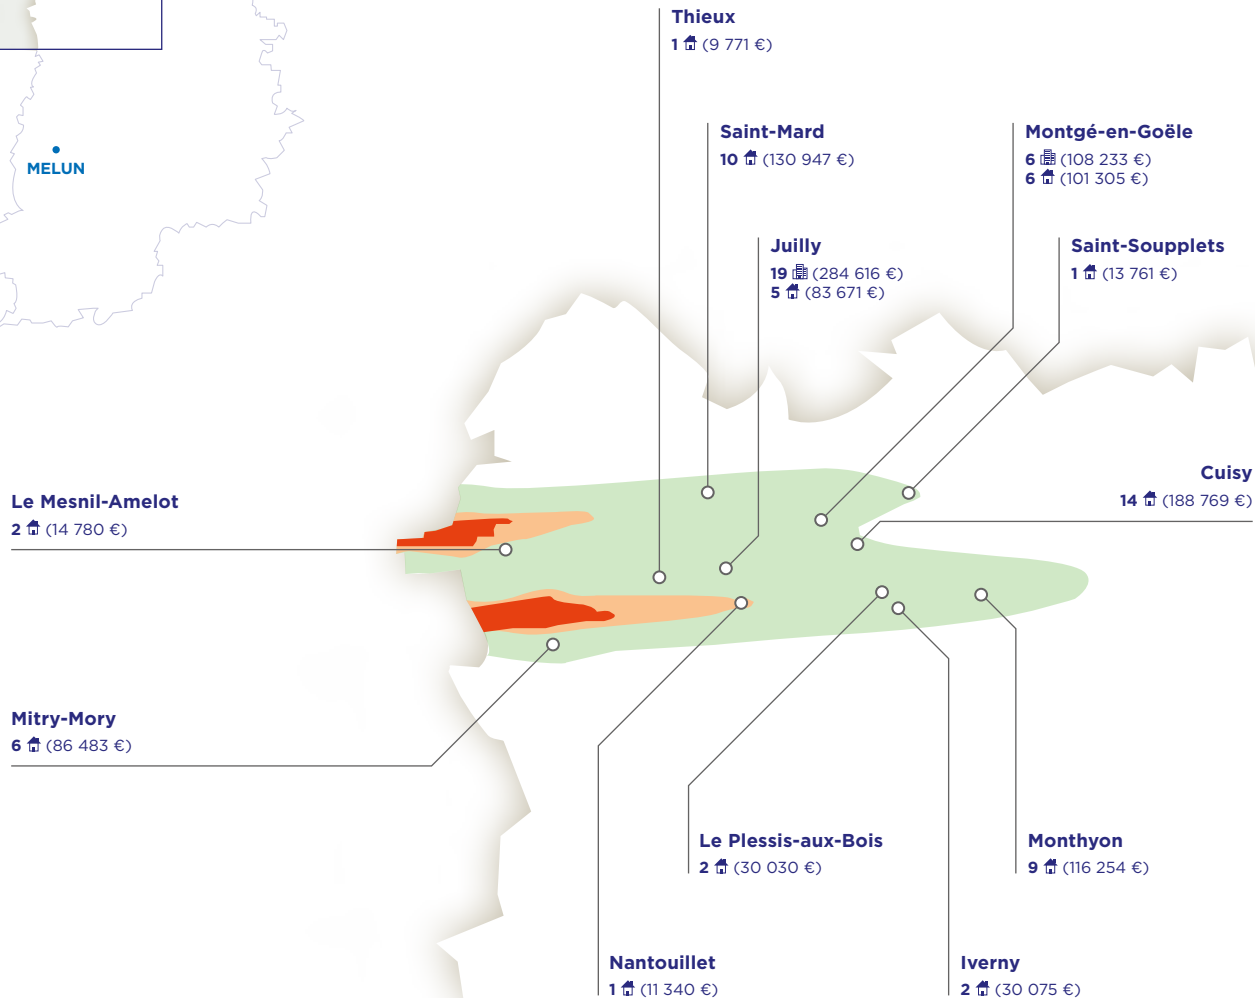 Thieux
1 (9 771 €)
Saint-Mard
10 (130 947 €)
Montgé-en-Goële
6 (108 233 €)
6 (101 305 €)
MELUN
Juilly
19 (284 616 €)
5 (83 671 €)
Saint-Soupplets
1 (13 761 €)
Cuisy
14 (188 769 €)
Le Mesnil-Amelot
2 (14 780 €)
Mitry-Mory
6 (86 483 €)
Le Plessis-aux-Bois
2 (30 030 €)
Monthyon
9 (116 254 €)
Nantouillet
1 (11 340 €)
Iverny
2 (30 075 €)